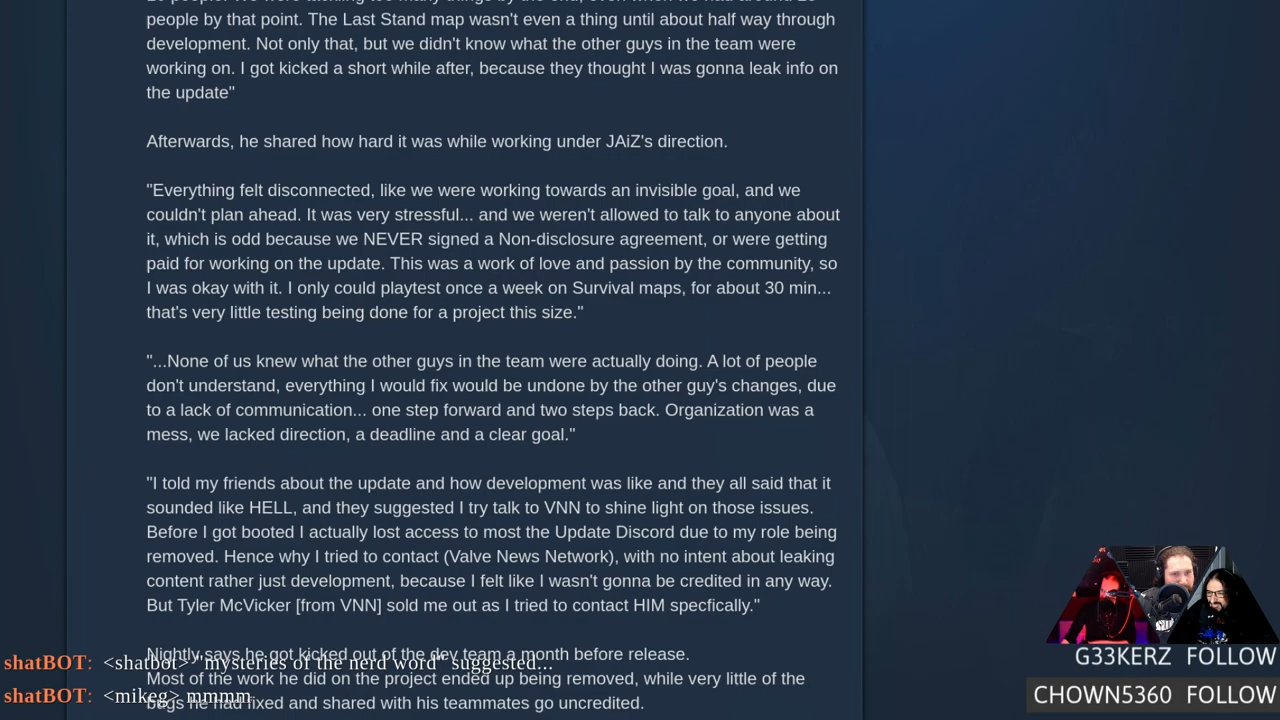 people by that point. The Last Stand map wasn't even a thing until about half way through
development. Not only that, but we didn't know what the other guys in the team were
working on. I got kicked a short while after, because they thought I was gonna leak info on
the update"
Afterwards, he shared how hard it was while working under JAiZ's direction.
"Everything felt disconnected, like we were working towards an invisible goal, and we
couldn't plan ahead. It was very stressful... and we weren't allowed to talk to anyone about
it, which is odd because we NEVER signed a Non-disclosure agreement, or were getting
paid for working on the update. This was a work of love and passion by the community, so
I was okay with it. I only could playtest once a week on Survival maps, for about 30 min...
that's very little testing being done for a project this size."
"...None of us knew what the other guys in the team were actually doing. A lot of people
don't understand, everything I would fix would be undone by the other guy's changes, due
to a lack of communication... one step forward and two steps back. Organization was a
mess, we lacked direction, a deadline and a clear goal."
"I told my friends about the update and how development was like and they all said that it
sounded like HELL, and they suggested I try talk to VNN to shine light on those issues.
Before I got booted I actually lost access to most the Update Discord due to my role being
removed. Hence why I tried to contact (Valve News Network), with no intent about leaking
content rather just development, because I felt like I wasn't gonna be credited in any way.
But Tyler McVicker [from VNN] sold me out as I tried to contact HIM specfically."
Nightly says he got kicked out of the dev team a month before release.
shatBOT: <shatbot> "mysteries of the nerd word" suggested...
Most of the work he did on the project ended up being removed, while very little of the
shatBOT: <mikeg> mmmm
bugs he had fixed and shared with his teammates go uncredited.
G33KERZ FOLLOW
CHOWN5360 FOLLOW